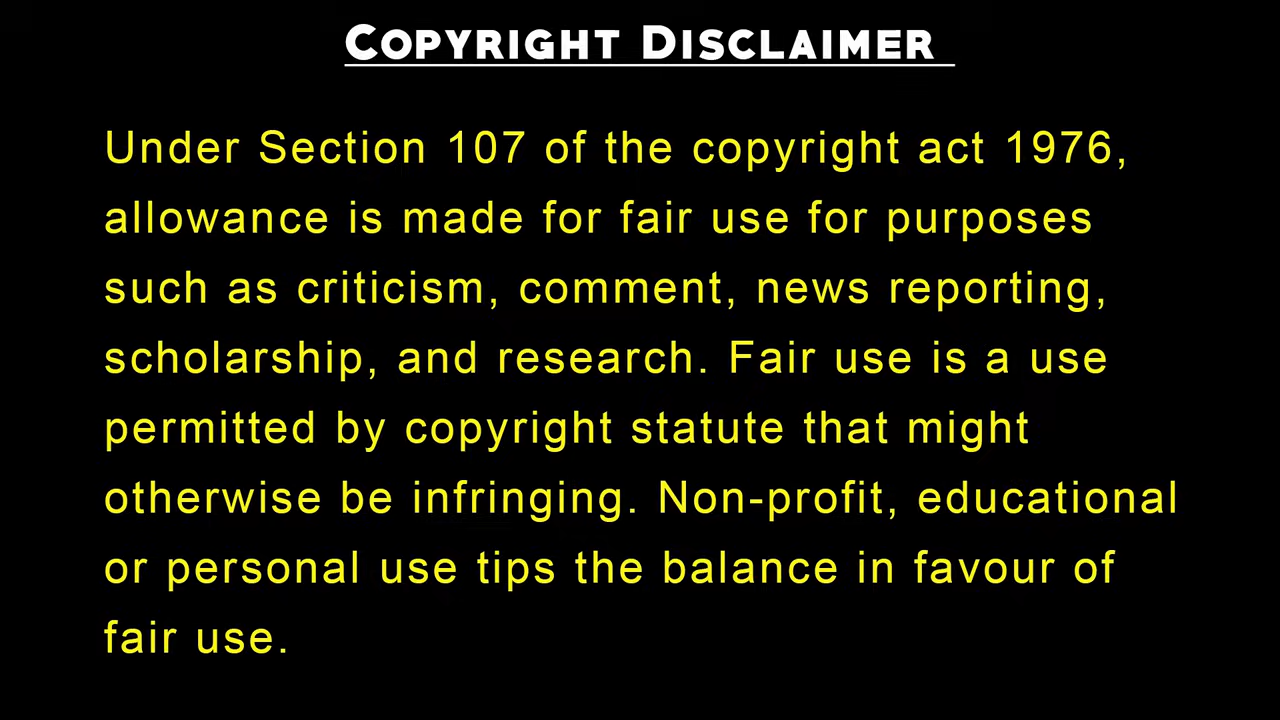 Copyright Disclaimer
Under Section 107 of the copyright act 1976,
allowance is made for fair use for purposes
such as criticism, comment, news reporting,
scholarship, and research. Fair use is a use
permitted by copyright statute that might
otherwise be infringing. Non-profit, educational
or personal use tips the balance in favour of
fair use.